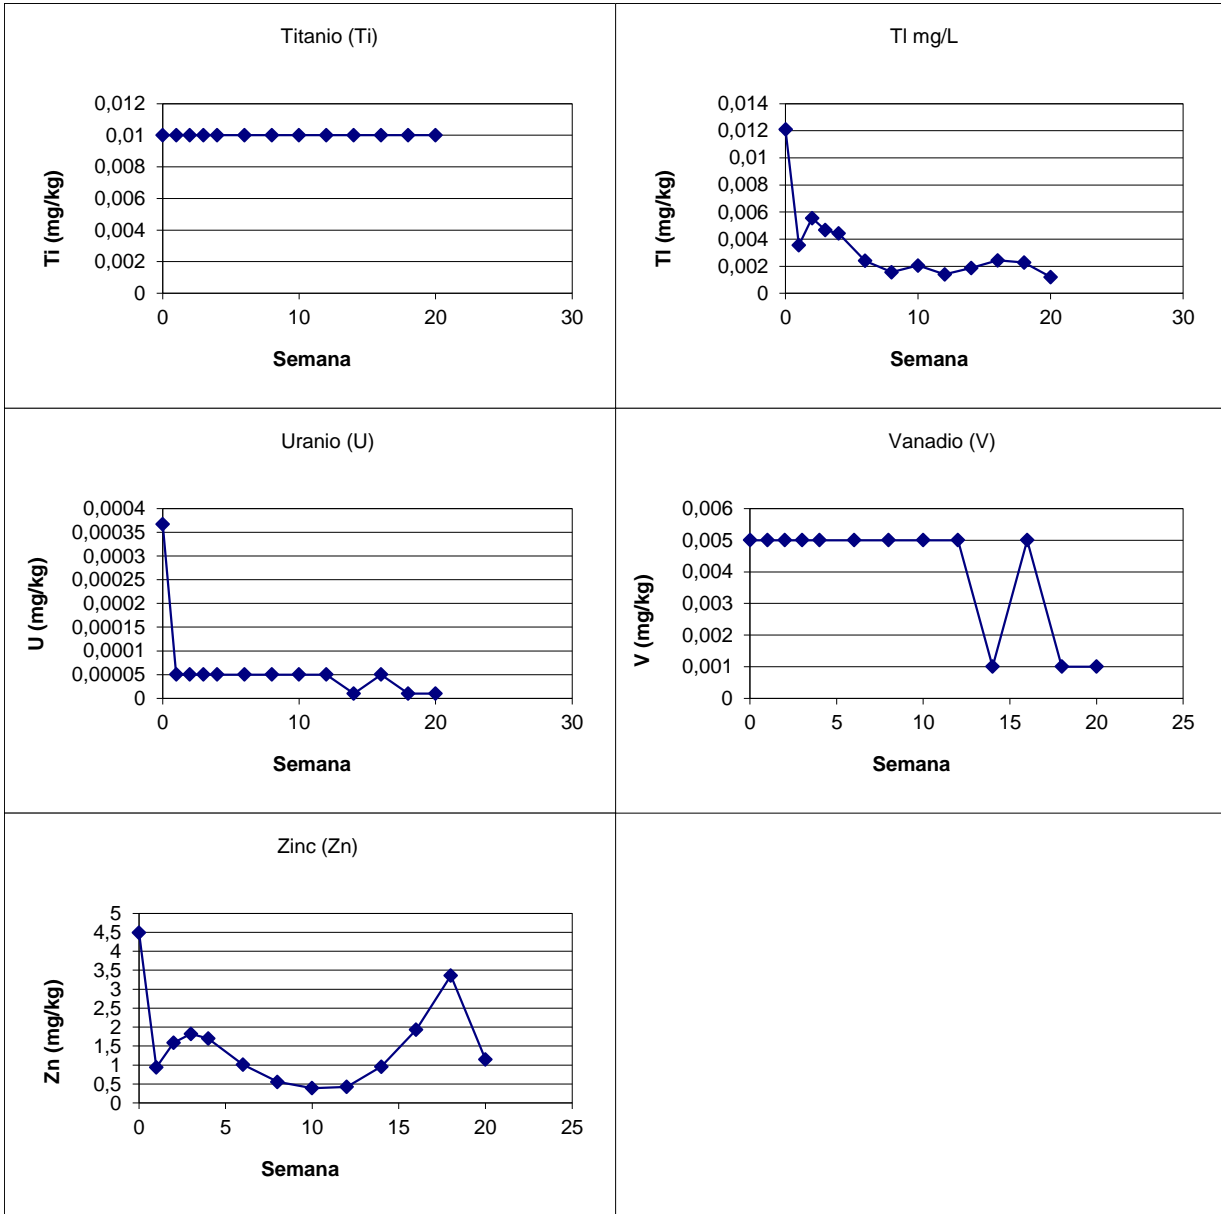 Titanio (Ti)
0,012
0,01
0,008
0,006
0,004
0,002
0
Ti (mg/kg)
0 10 20 30
Semana
Tl mg/L
0,014
0,012
0,01
0,008
0,006
0,004
0,002
0
Tl (mg/kg)
0 10 20 30
Semana
Uranio (U)
0,0004
0,00035
0,0003
0,00025
0,0002
0,00015
0,0001
0,00005
0
U (mg/kg)
0 10 20 30
Semana
Vanadio (V)
0,006
0,005
0,004
0,003
0,002
0,001
0
V (mg/kg)
0 5 10 15 20 25
Semana
Zinc (Zn)
5
4,5
4
3,5
3
2,5
2
1,5
1
0,5
0
Zn (mg/kg)
0 5 10 15 20 25
Semana